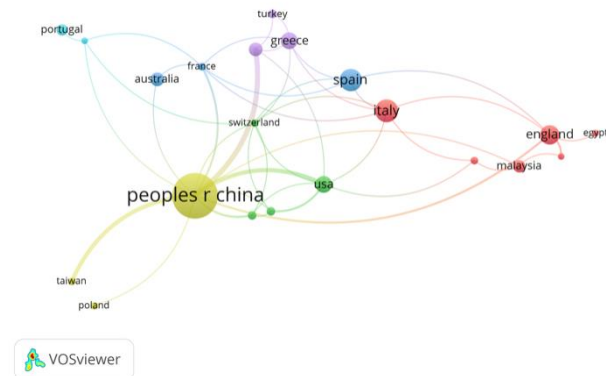 turkey
portugal
greece
france
australia
spain
italy
switzerland
england
egypt
malaysia
usa
peoples r china
taiwan
poland
VOSviewer